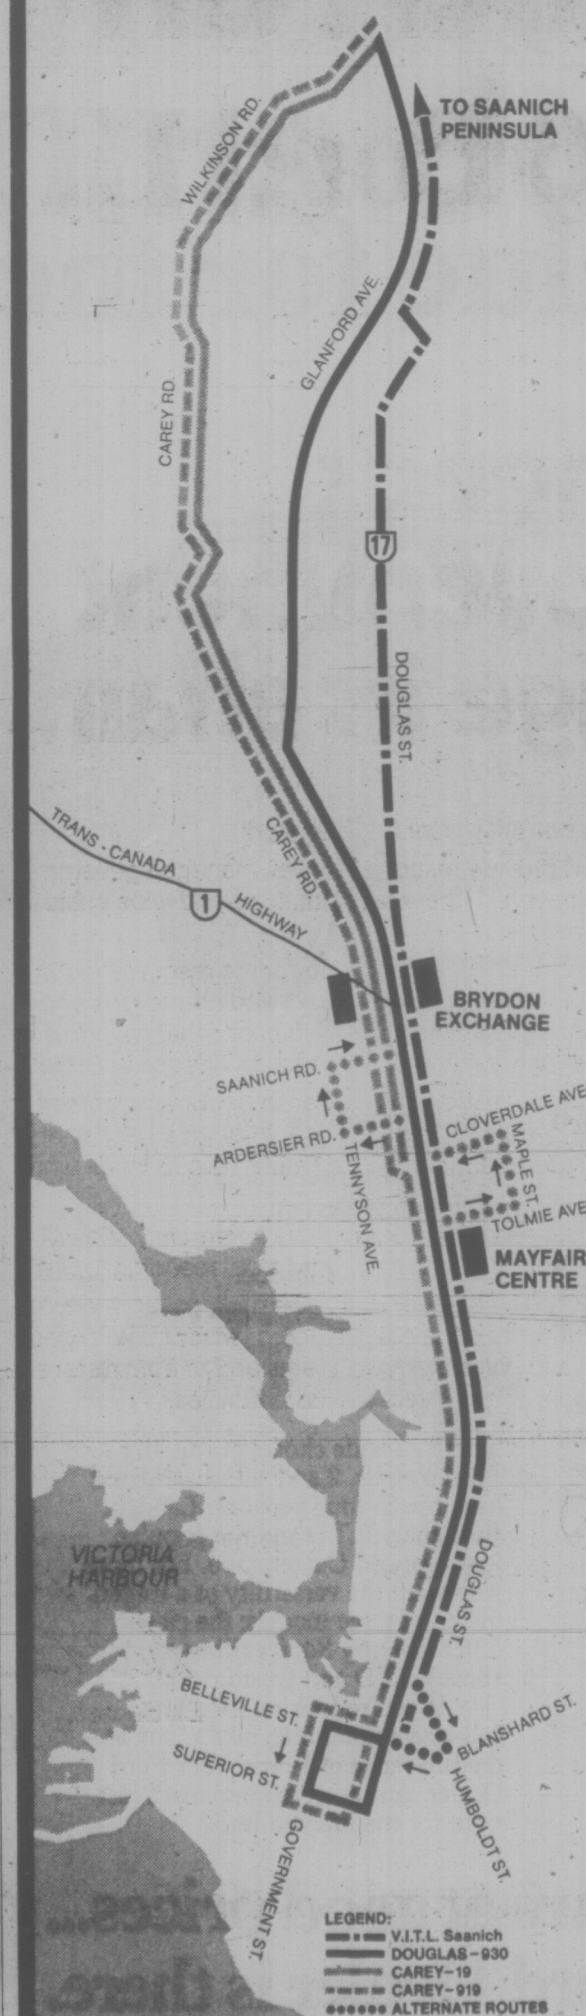 TO SAANICH
PENINSULA
WILKINSON RD.
GLANFORD AVE.
CAREY RD.
17
DOUGLAS ST.
TRANS - CANADA
1
HIGHWAY
CAREY RD.
BRYDON
EXCHANGE
SAANICH RD.
CLOVERDALE AVE
MAPLE ST.
ARDERSIER RD.
TENNYSON AVE.
TOLMIE AVE
MAYFAIR
CENTRE
VICTORIA
HARBOUR
DOUGLAS ST.
BELLEVILLE ST.
BLANSHARD ST.
SUPERIOR ST.
HUMBOLDT ST.
GOVERNMENT ST.
LEGEND:
V.I.T.L. Saanich
DOUGLAS-930
CAREY-19
CAREY-919
ALTERNATE ROUTES